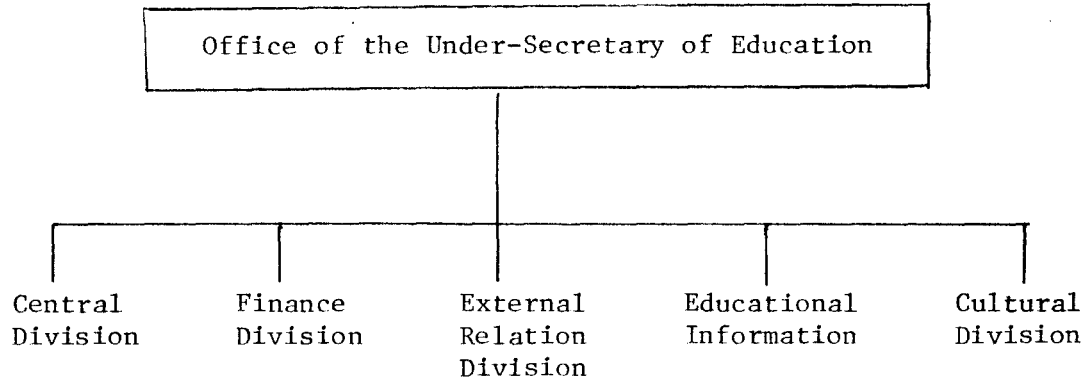 Office of the Under-Secretary of Education
Central
Division
Finance
Division
External
Relation
Division
Educational
Information
Cultural
Division